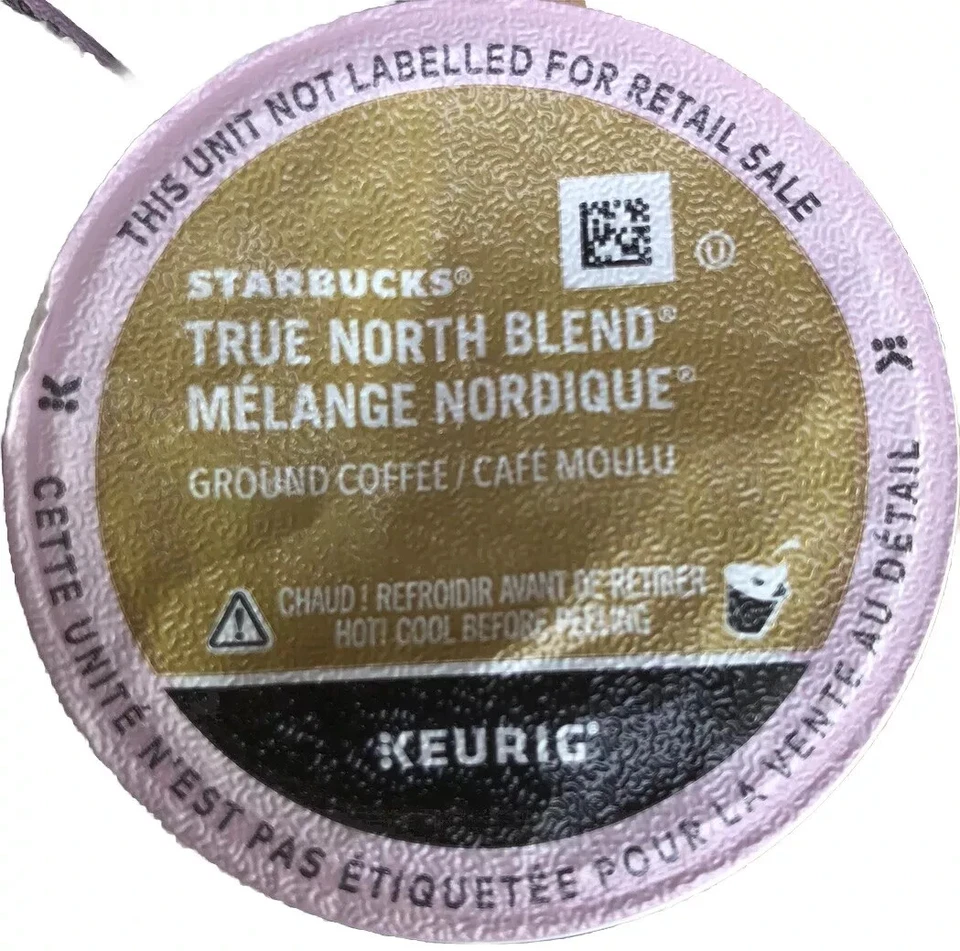 THIS UNIT NOT LABELLED FOR RETAIL SALE
U
STARBUCKS®
TRUE NORTH BLEND®
MÉLANGE NORDIQUE®
GROUND COFFEE / CAFÉ MOULU
CHAUD ! REFROIDIR AVANT DE RETIRER
HOT! COOL BEFORE PEELING
KEURIG®
CETTE UNITÉ N'EST PAS ÉTIQUETÉE POUR LA VENTE AU DÉTAIL